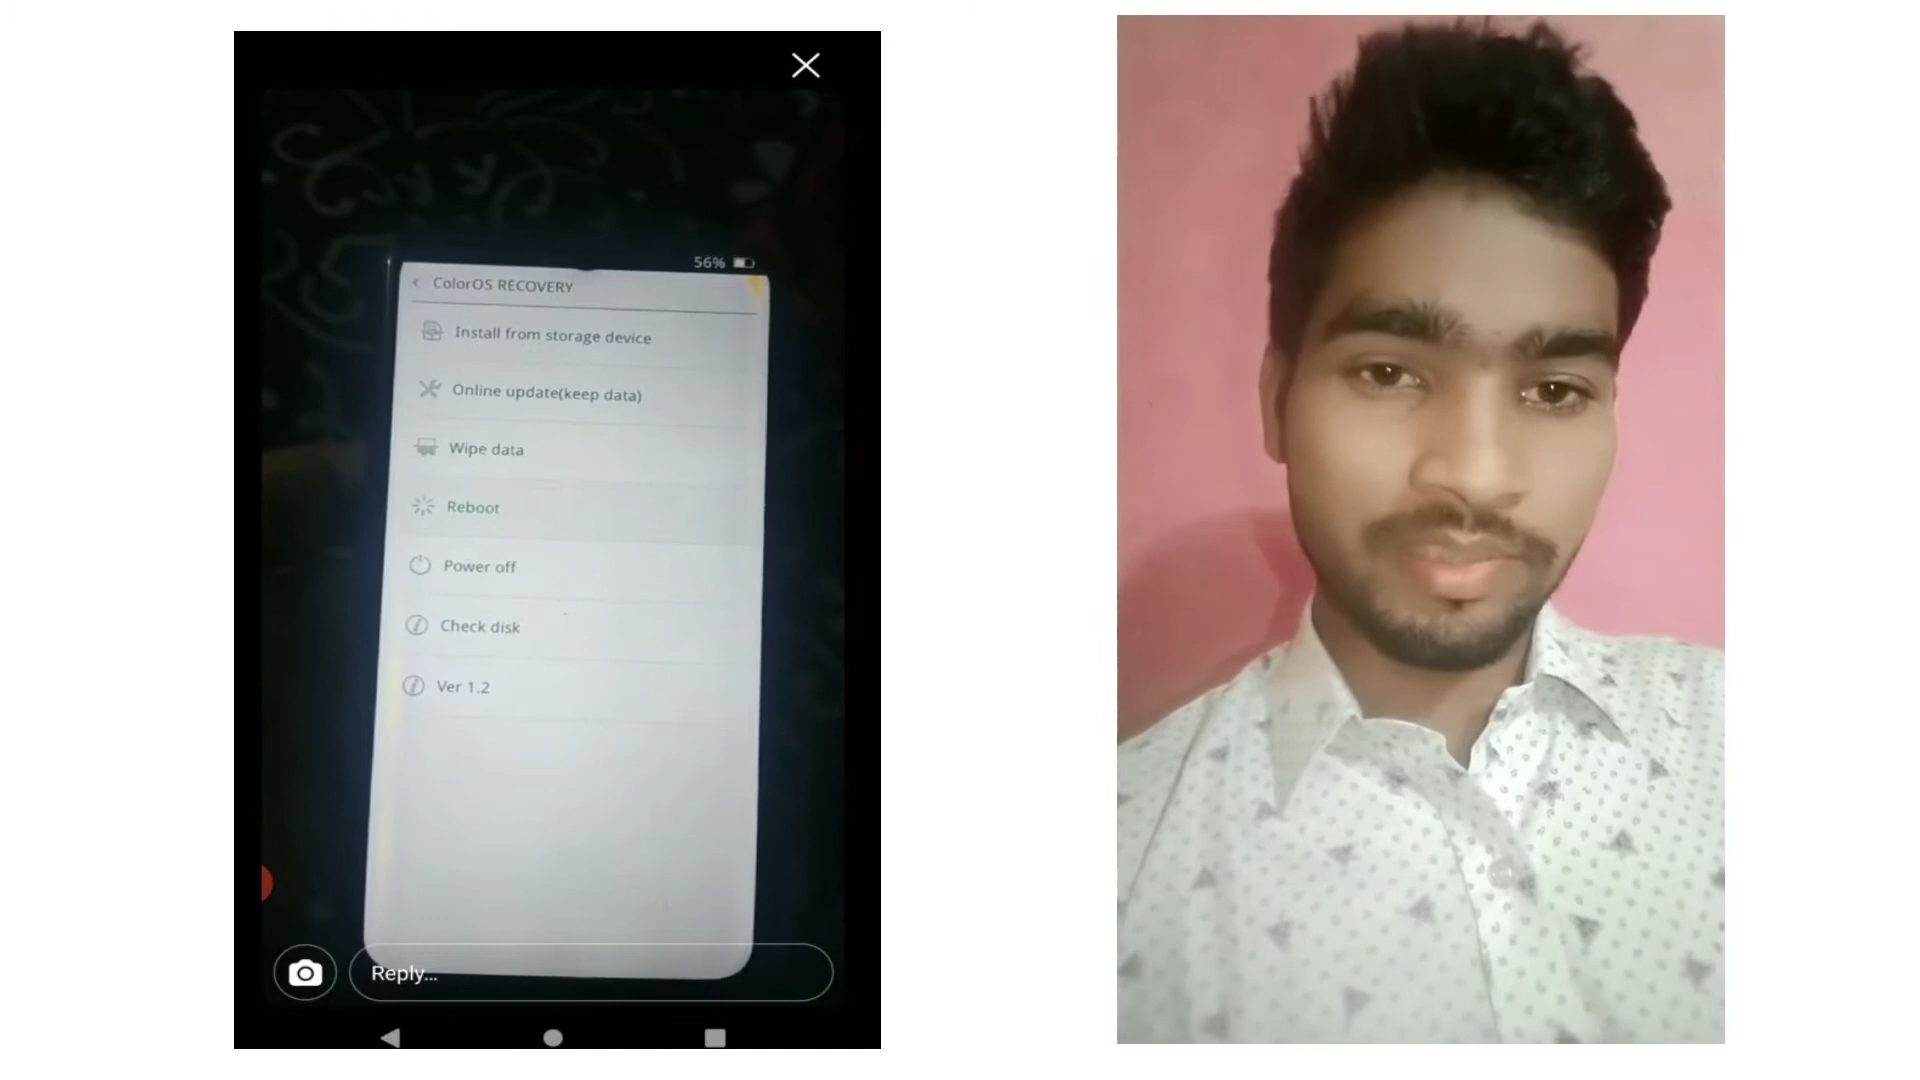 56%
ColorOS RECOVERY
Install from storage device
Online update(keep data)
Wipe data
Reboot
Power off
Check disk
Ver 1.2
Reply...